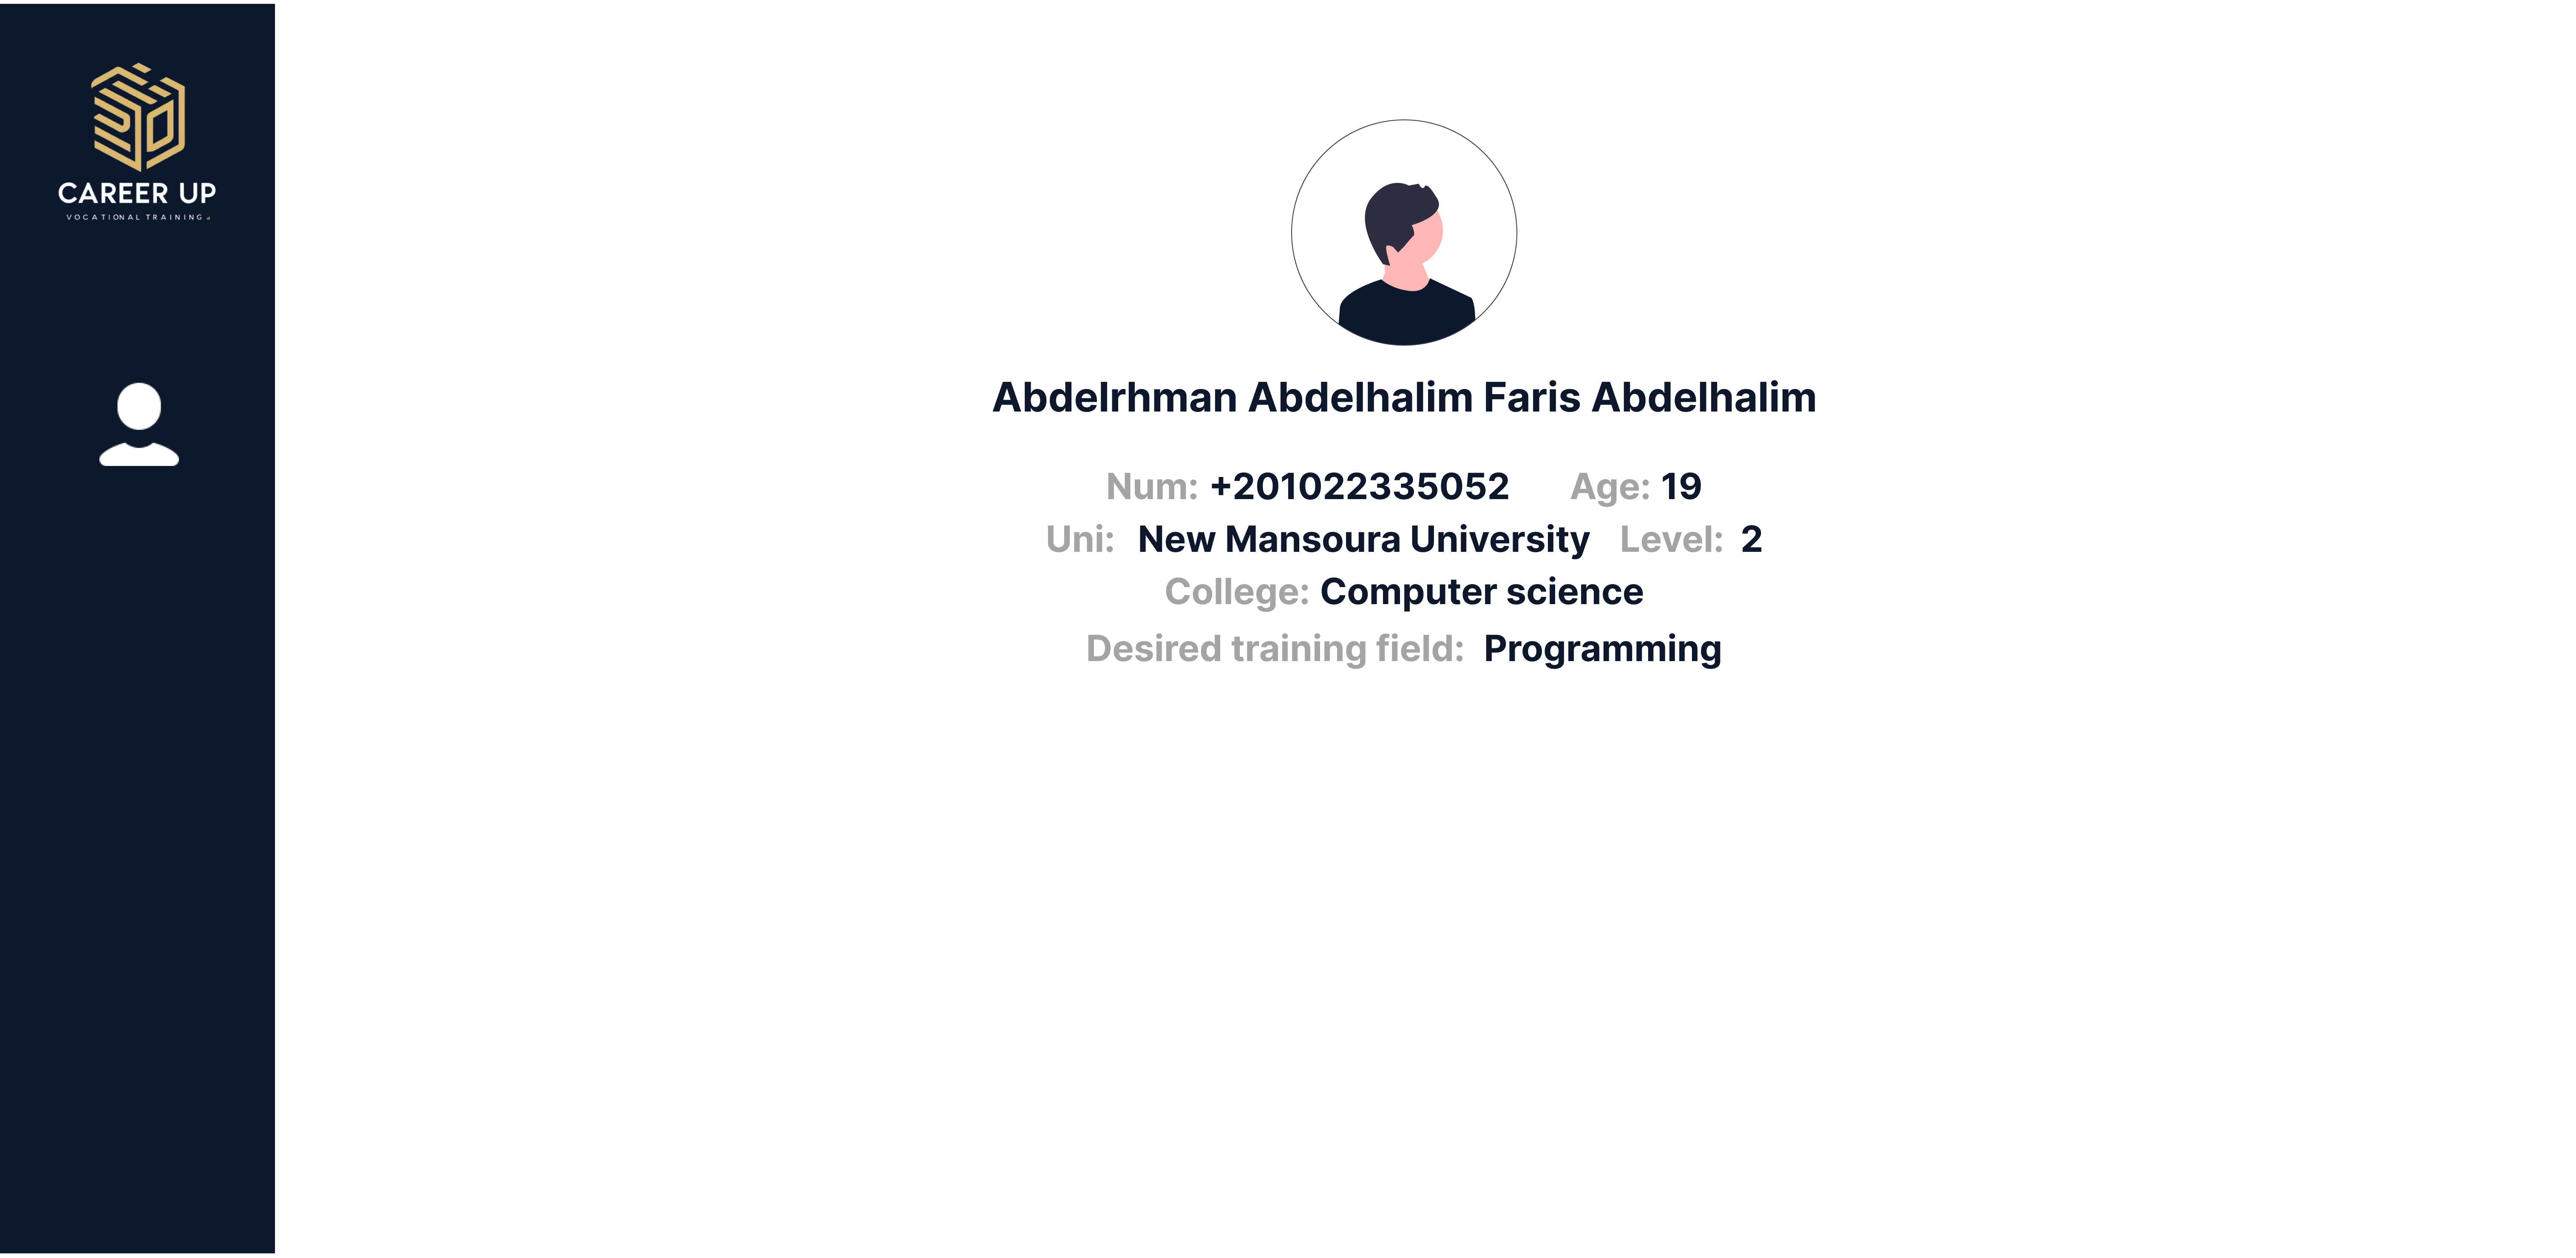 CAREER UP
VOCATIONAL TRAINING
Abdelrhman Abdelhalim Faris Abdelhalim
Num: +201022335052 Age: 19
Uni: New Mansoura University Level: 2
College: Computer science
Desired training field: Programming